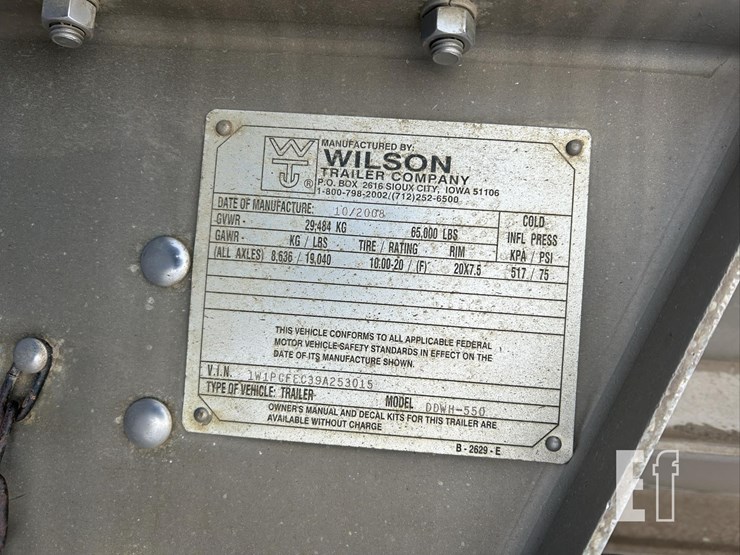 MANUFACTURED BY:
WILSON
TRAILER COMPANY
P.O. BOX 2616 SIOUX CITY, IOWA 51106
1-800-798-2002/(712)252-6500
DATE OF MANUFACTURE: 10/2008
GVWR - 29,484 KG 65,000 LBS COLD
GAWR - KG / LBS TIRE / RATING RIM INFL PRESS
KPA / PSI
(ALL AXLES) 8,636 / 19,040 10:00-20 / (F) 20X7.5 517 / 75
THIS VEHICLE CONFORMS TO ALL APPLICABLE FEDERAL
MOTOR VEHICLE SAFETY STANDARDS IN EFFECT ON THE
DATE OF ITS MANUFACTURE SHOWN.
V.I.N. 1W1PCFEC39A253015
TYPE OF VEHICLE: TRAILER MODEL DDWH-550
OWNER'S MANUAL AND DECAL KITS FOR THIS TRAILER ARE
AVAILABLE WITHOUT CHARGE
B - 2629 - E
Ef